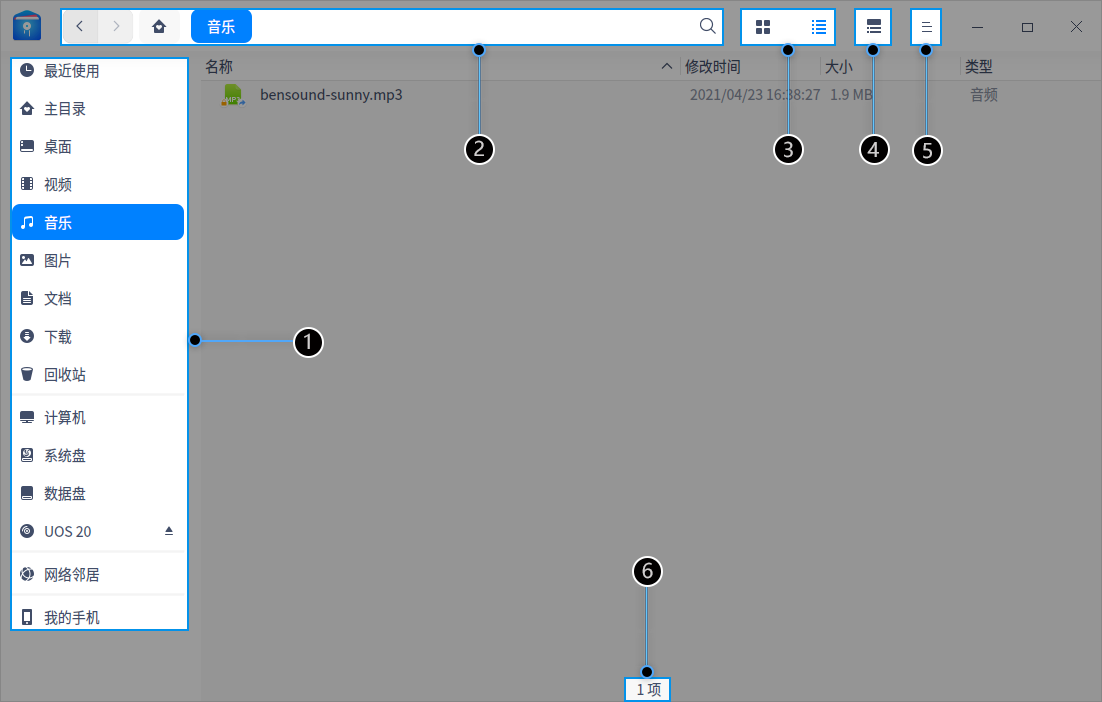 音乐
最近使用
主目录
桌面
视频
音乐
图片
文档
下载
回收站
计算机
系统盘
数据盘
UOS 20
网络邻居
我的手机
名称 修改时间 大小 类型
MP3 bensound-sunny.mp3 2021/04/23 16:38:27 1.9 MB 音频
2
3
4
5
1
6
1 项